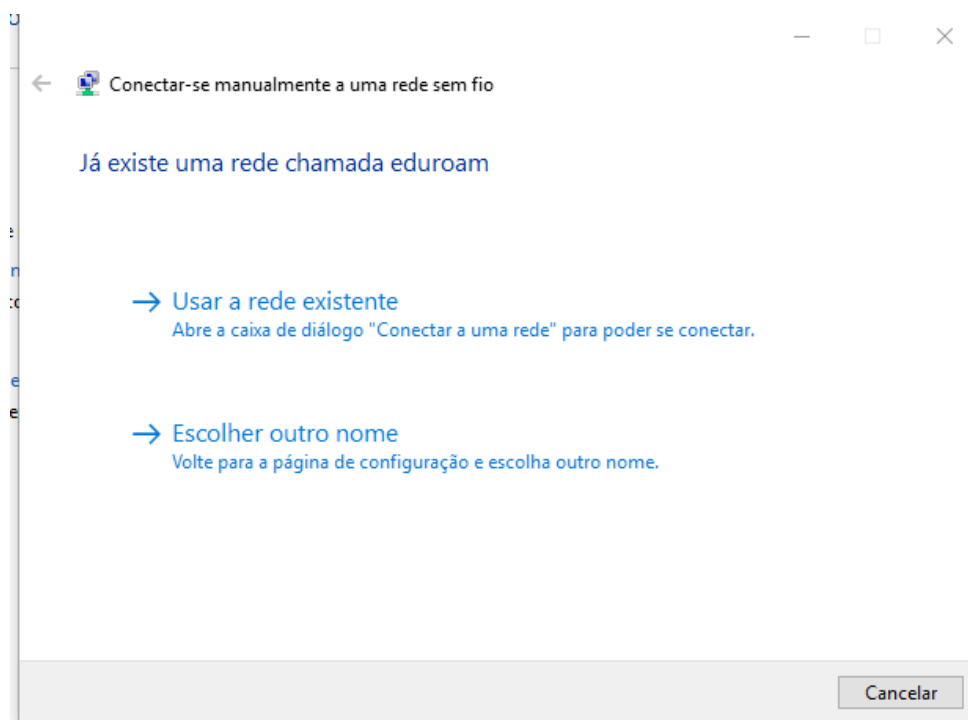 Conectar-se manualmente a uma rede sem fio
Já existe uma rede chamada eduroam
Usar a rede existente
Abre a caixa de diálogo "Conectar a uma rede" para poder se conectar.
Escolher outro nome
Volte para a página de configuração e escolha outro nome.
Cancelar